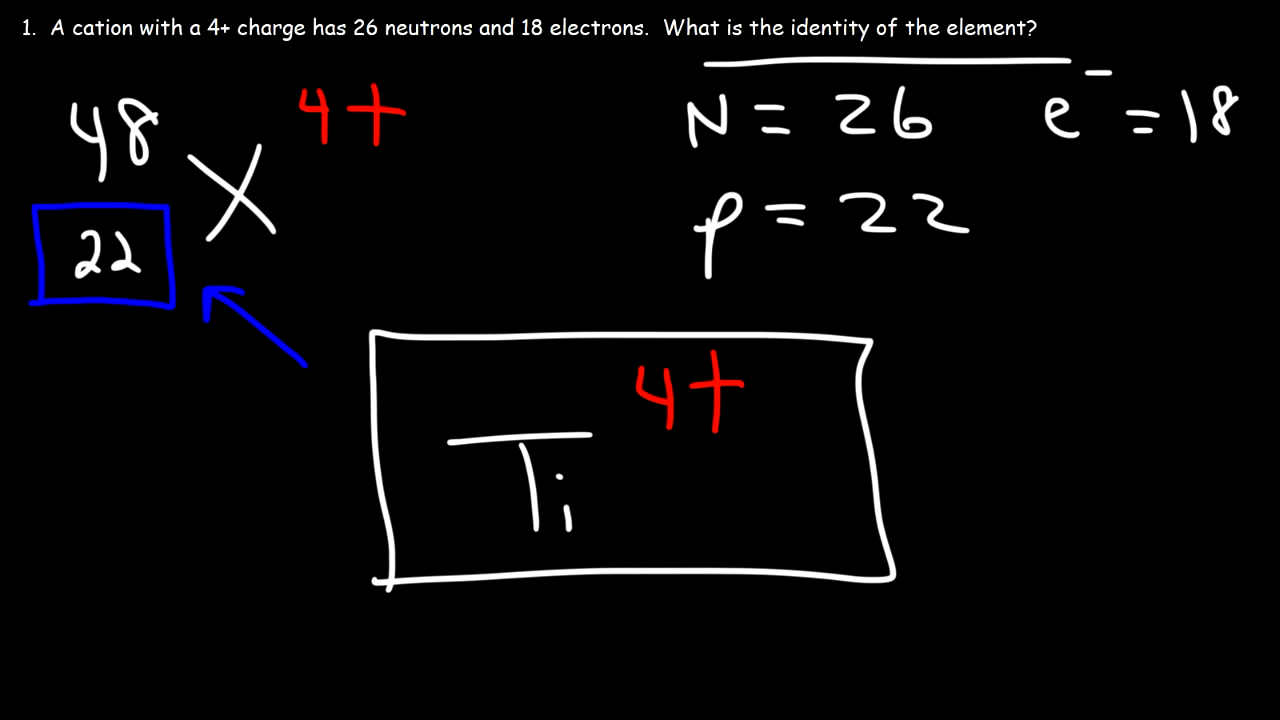 1. A cation with a 4+ charge has 26 neutrons and 18 electrons. What is the identity of the element?
48 X 4+
22
N = 26 e⁻ = 18
p = 22
Ti 4+